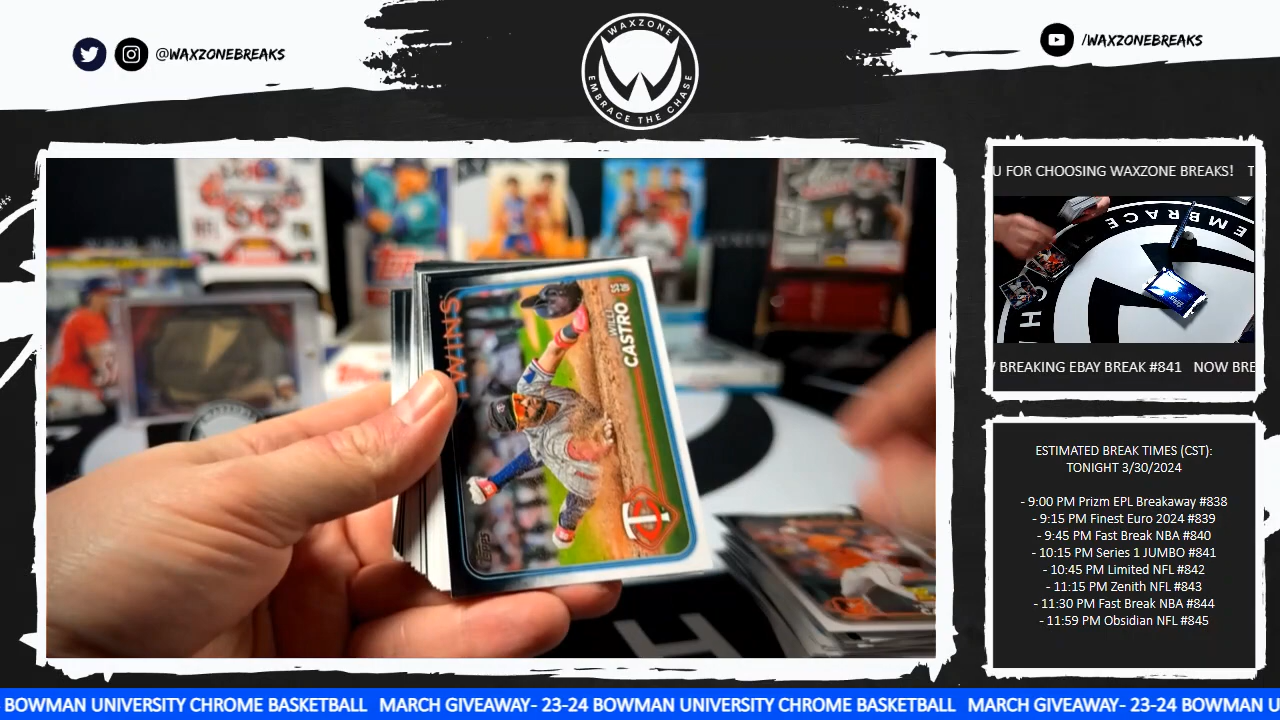 @WAXZONEBREAKS
WAXZONE
EMBRACE THE CHASE
/WAXZONEBREAKS
TWINS
WILLI
CASTRO
Topps
U FOR CHOOSING WAXZONE BREAKS! T
EMBRACE
H
BREAKING EBAY BREAK #841 NOW BRE
ESTIMATED BREAK TIMES (CST):
TONIGHT 3/30/2024
- 9:00 PM Prizm EPL Breakaway #838
- 9:15 PM Finest Euro 2024 #839
- 9:45 PM Fast Break NBA #840
- 10:15 PM Series 1 JUMBO #841
- 10:45 PM Limited NFL #842
- 11:15 PM Zenith NFL #843
- 11:30 PM Fast Break NBA #844
- 11:59 PM Obsidian NFL #845
BOWMAN UNIVERSITY CHROME BASKETBALL MARCH GIVEAWAY- 23-24 BOWMAN UNIVERSITY CHROME BASKETBALL MARCH GIVEAWAY- 23-24 BOWMAN U